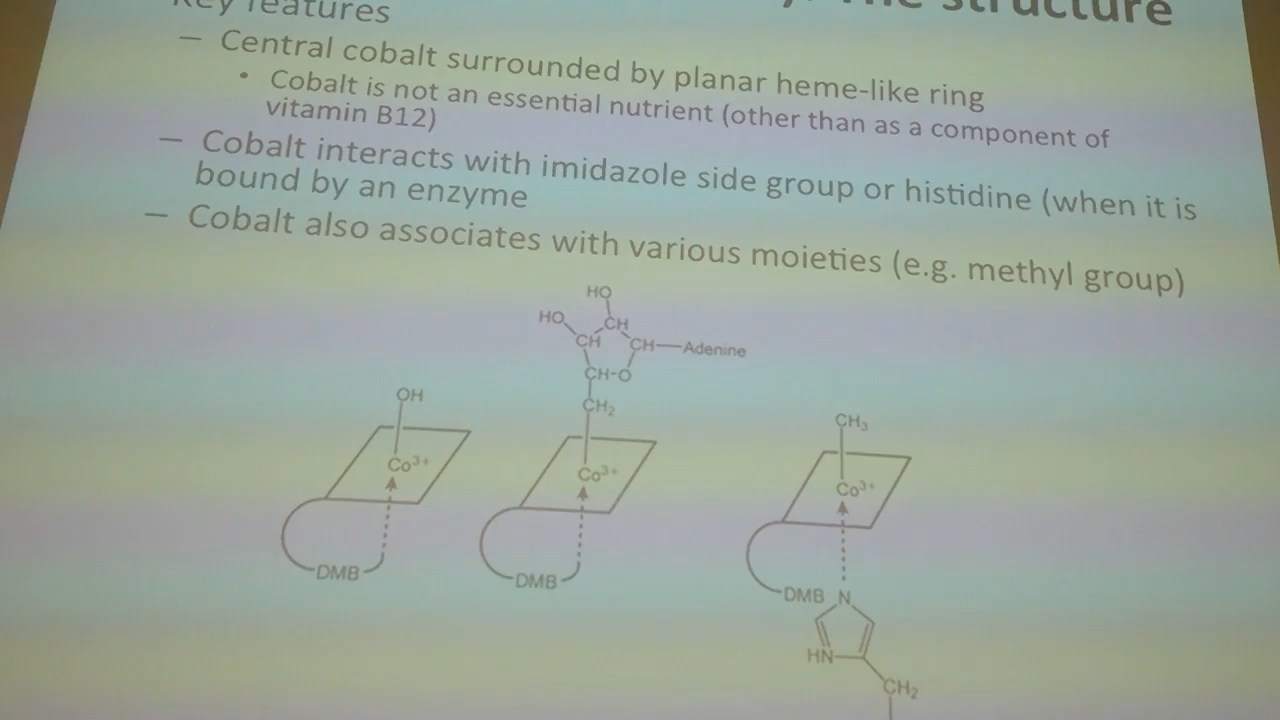 Key features
structure
– Central cobalt surrounded by planar heme-like ring
• Cobalt is not an essential nutrient (other than as a component of
vitamin B12)
– Cobalt interacts with imidazole side group or histidine (when it is
bound by an enzyme
– Cobalt also associates with various moieties (e.g. methyl group)
HO
HO CH
CH CH—Adenine
CH-O
CH₂
OH
Co³⁺
DMB
Co³⁺
DMB
CH₃
Co³⁺
DMB N
HN
CH₂